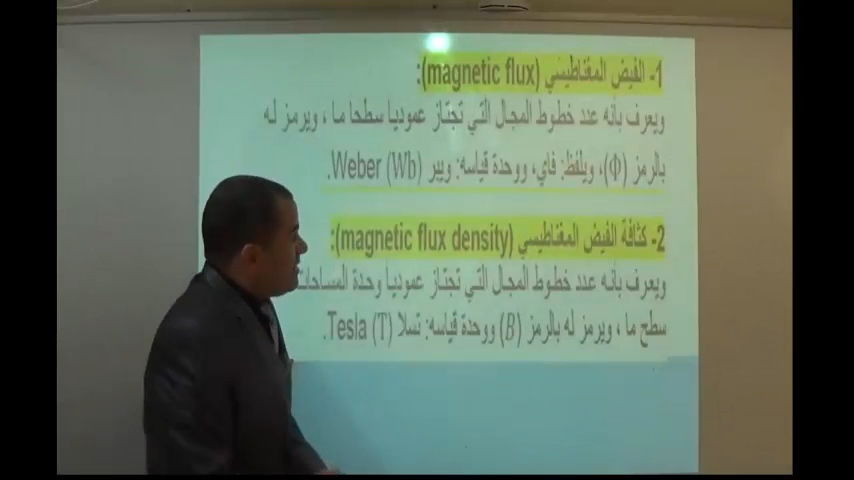 1- الفيض المغناطيسي (magnetic flux):
ويعرف بأنه عدد خطوط المجال التي تجتاز عموديا سطحا ما ، ويرمز له
بالرمز (Φ)، ويلفظ: فاي، ووحدة قياسه: ويبر Weber (Wb).
2- كثافة الفيض المغناطيسي (magnetic flux density):
ويعرف بأنه عدد خطوط المجال التي تجتاز عموديا وحدة المساحات
سطح ما ، ويرمز له بالرمز (B) ووحدة قياسه: تسلا Tesla (T).